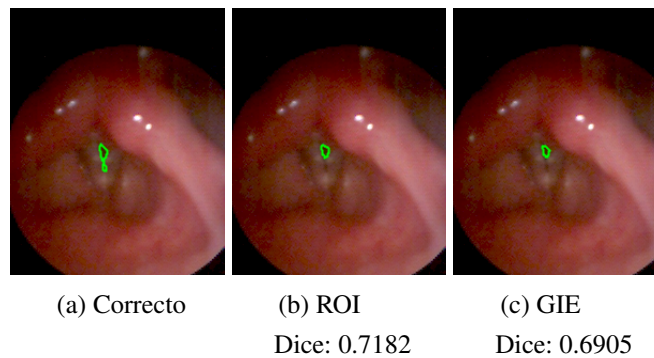 (a) Correcto
(b) ROI
(c) GIE
Dice: 0.7182
Dice: 0.6905